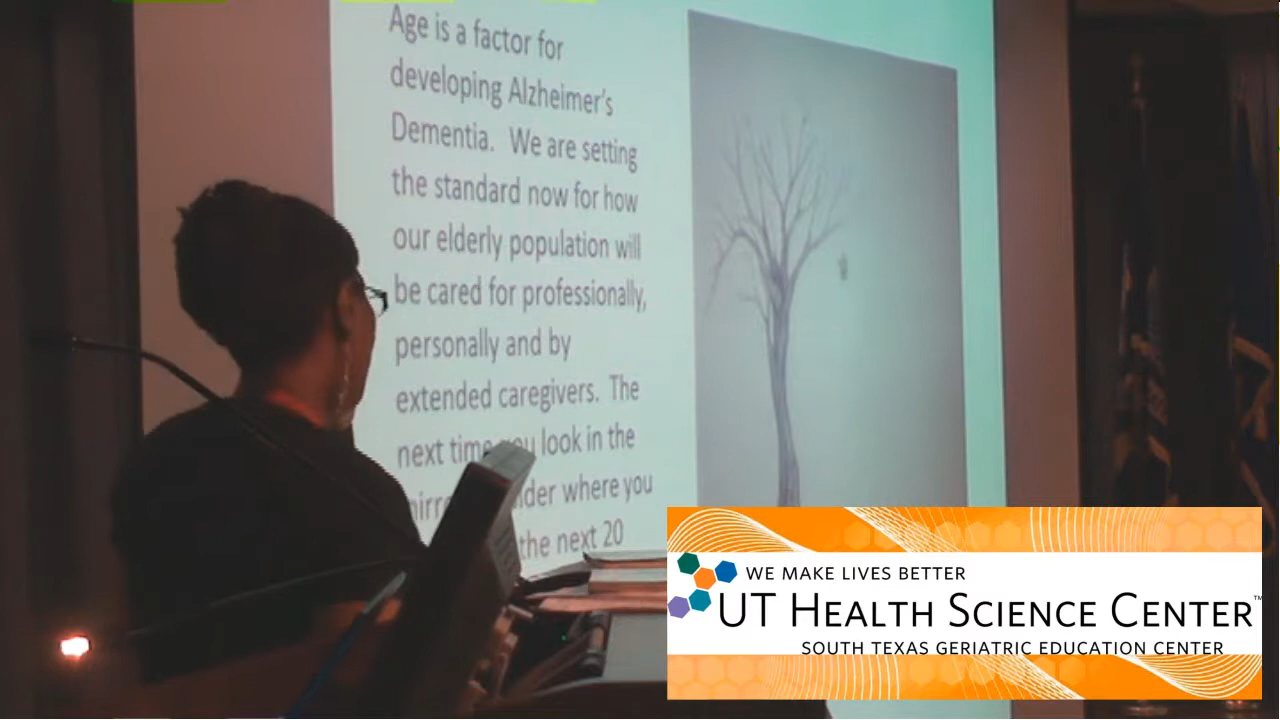 Age is a factor for
developing Alzheimer's
Dementia. We are setting
the standard now for how
our elderly population will
be cared for professionally,
personally and by
extended caregivers. The
next time you look in the
where you
the next 20
WE MAKE LIVES BETTER
UT HEALTH SCIENCE CENTER™
SOUTH TEXAS GERIATRIC EDUCATION CENTER